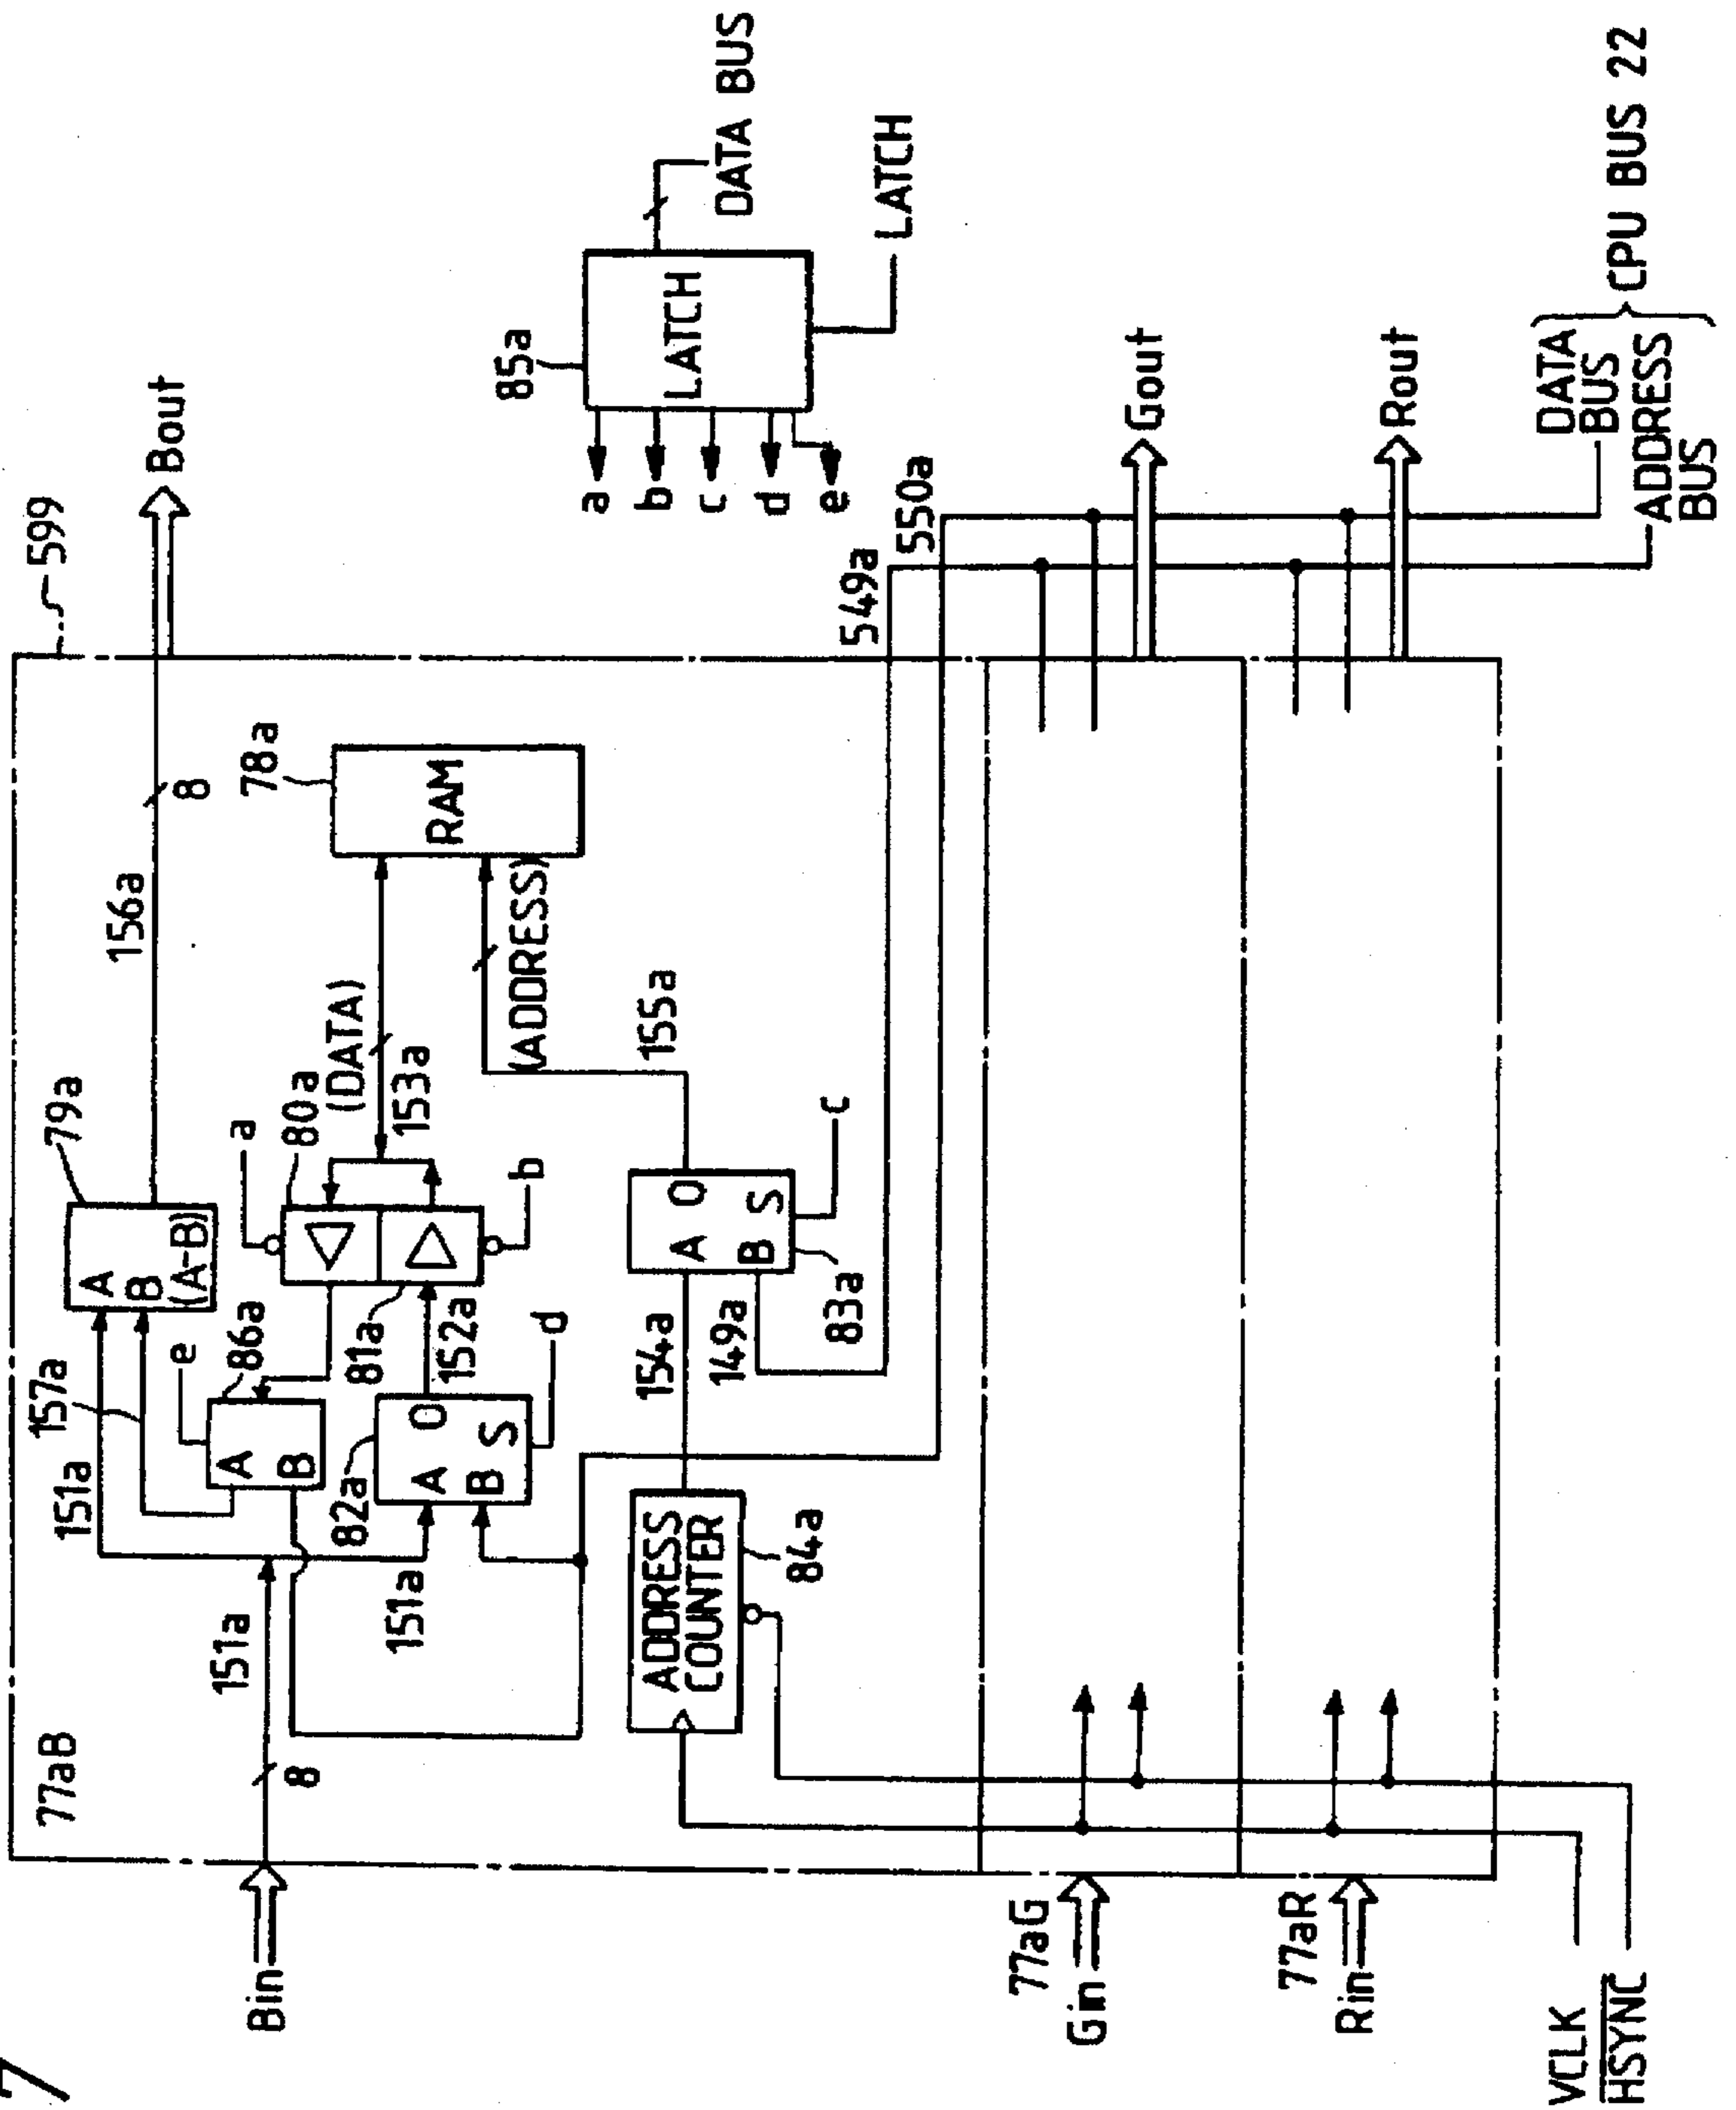 7
77aB
599
Bin
8
151a
151a
151a
157a
e
86a
A
B
79a
A
B
(A-B)
156a
8
Bout
a
80a
(DATA)
153a
81a
152a
b
82a
A O
B S
d
78a
RAM
(ADDRESS)
155a
ADDRESS
COUNTER
84a
154a
149a
A O
B S
83a
c
85a
LATCH
DATA BUS
LATCH
a
b
c
d
e
549a
550a
77aG
Gin
Gout
77aR
Rin
Rout
VCLK
HSYNC
DATA
BUS
ADDRESS
BUS
CPU BUS 22